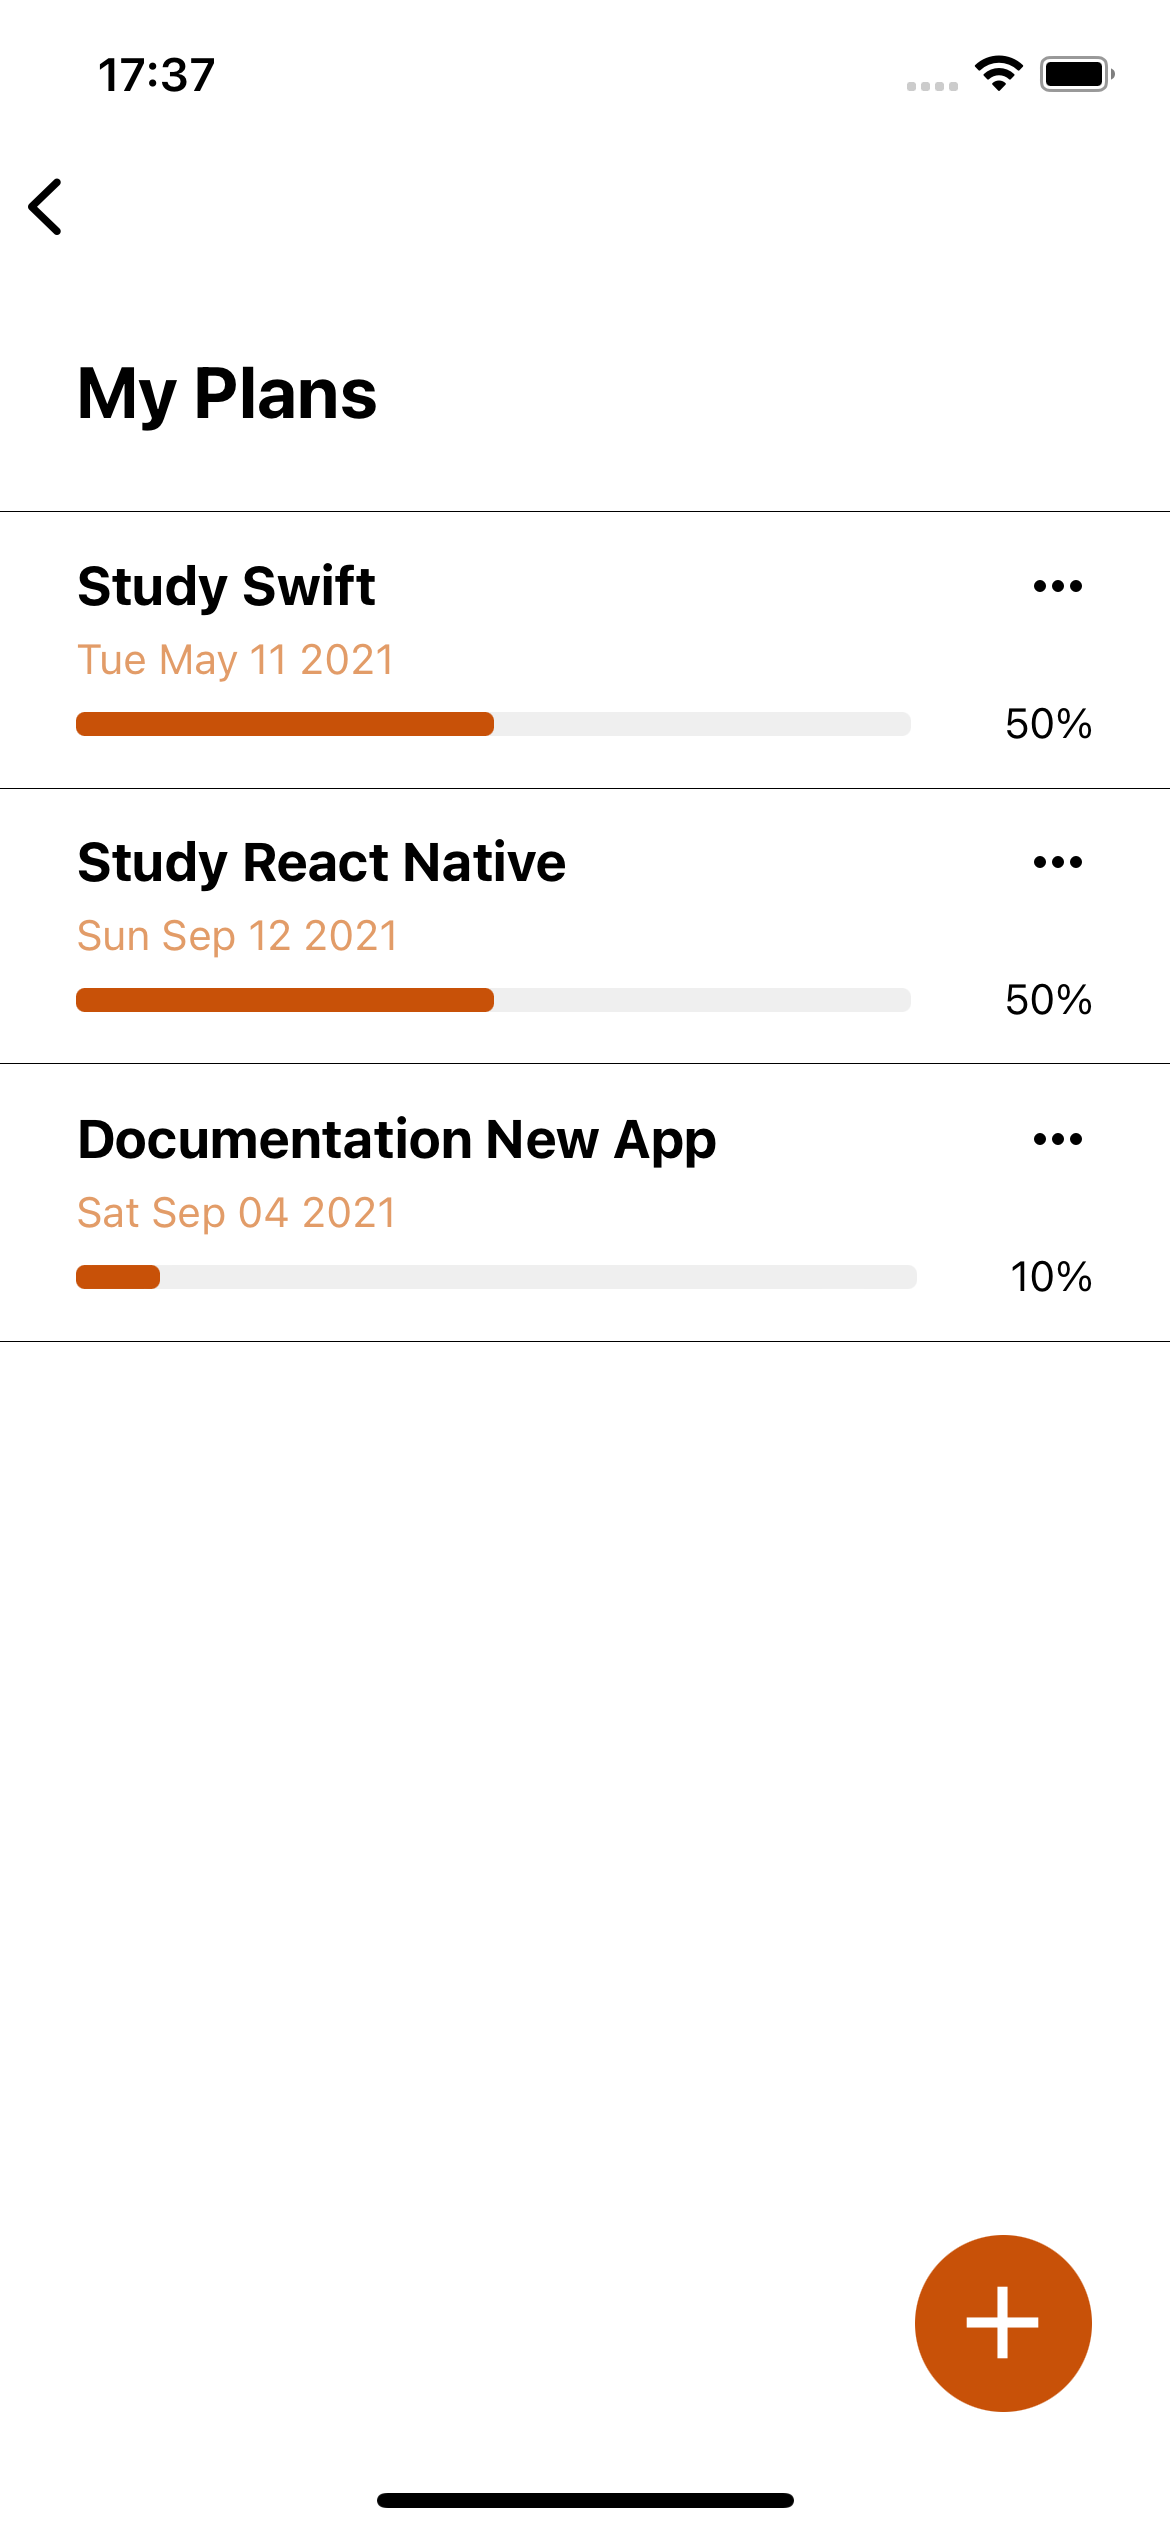 17:37
My Plans
Study Swift
Tue May 11 2021
50%
Study React Native
Sun Sep 12 2021
50%
Documentation New App
Sat Sep 04 2021
10%